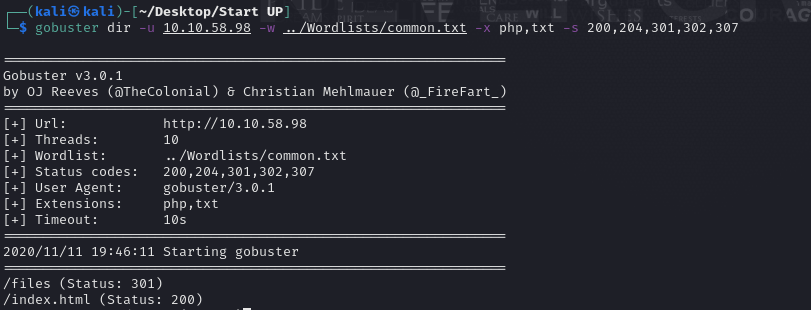 ┌──(kali㉿kali)-[~/Desktop/Start UP]
└─$ gobuster dir -u 10.10.58.98 -w ../Wordlists/common.txt -x php,txt -s 200,204,301,302,307
===============================================================
Gobuster v3.0.1
by OJ Reeves (@TheColonial) & Christian Mehlmauer (@_FireFart_)
===============================================================
[+] Url:            http://10.10.58.98
[+] Threads:        10
[+] Wordlist:       ../Wordlists/common.txt
[+] Status codes:   200,204,301,302,307
[+] User Agent:     gobuster/3.0.1
[+] Extensions:     php,txt
[+] Timeout:        10s
===============================================================
2020/11/11 19:46:11 Starting gobuster
===============================================================
/files (Status: 301)
/index.html (Status: 200)